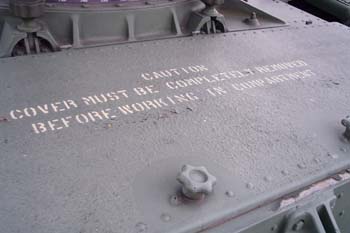 CAUTION
COVER MUST BE COMPLETELY REMOVED
BEFORE WORKING IN COMPARTMENT